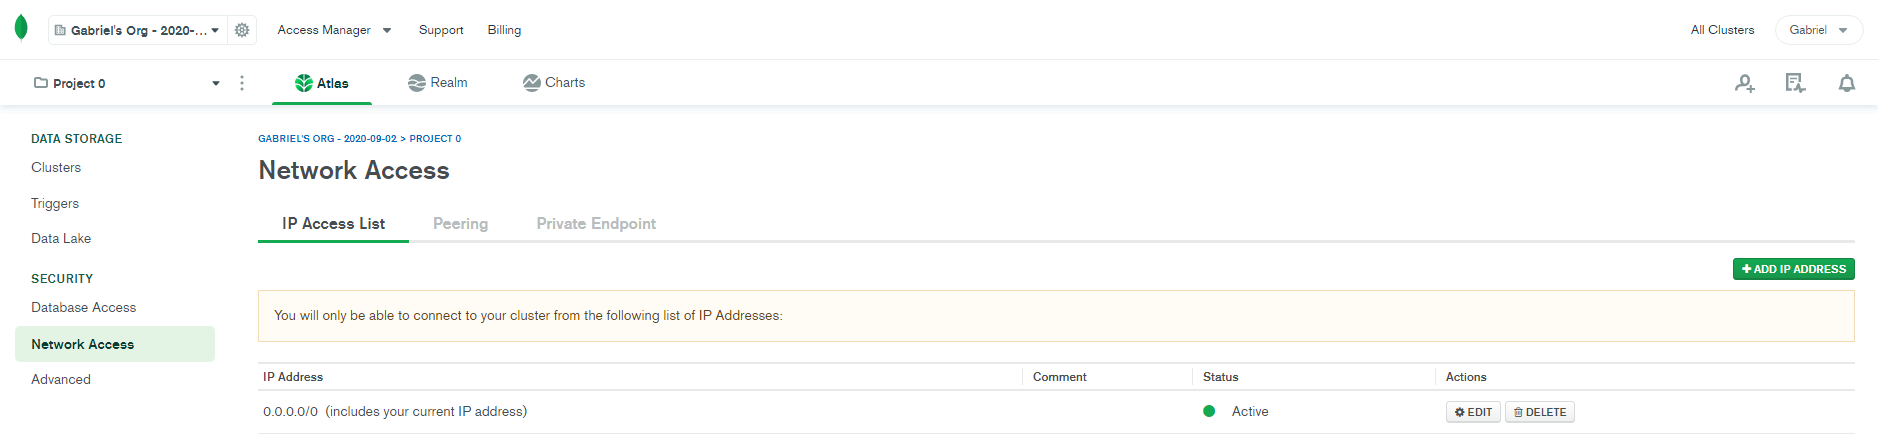 Gabriel's Org - 2020-... Access Manager Support Billing All Clusters Gabriel
Project 0 Atlas Realm Charts
DATA STORAGE
Clusters
Triggers
Data Lake
SECURITY
Database Access
Network Access
Advanced
GABRIEL'S ORG - 2020-09-02 > PROJECT 0
Network Access
IP Access List Peering Private Endpoint
+ ADD IP ADDRESS
You will only be able to connect to your cluster from the following list of IP Addresses:
IP Address Comment Status Actions
0.0.0.0/0 (includes your current IP address) Active EDIT DELETE